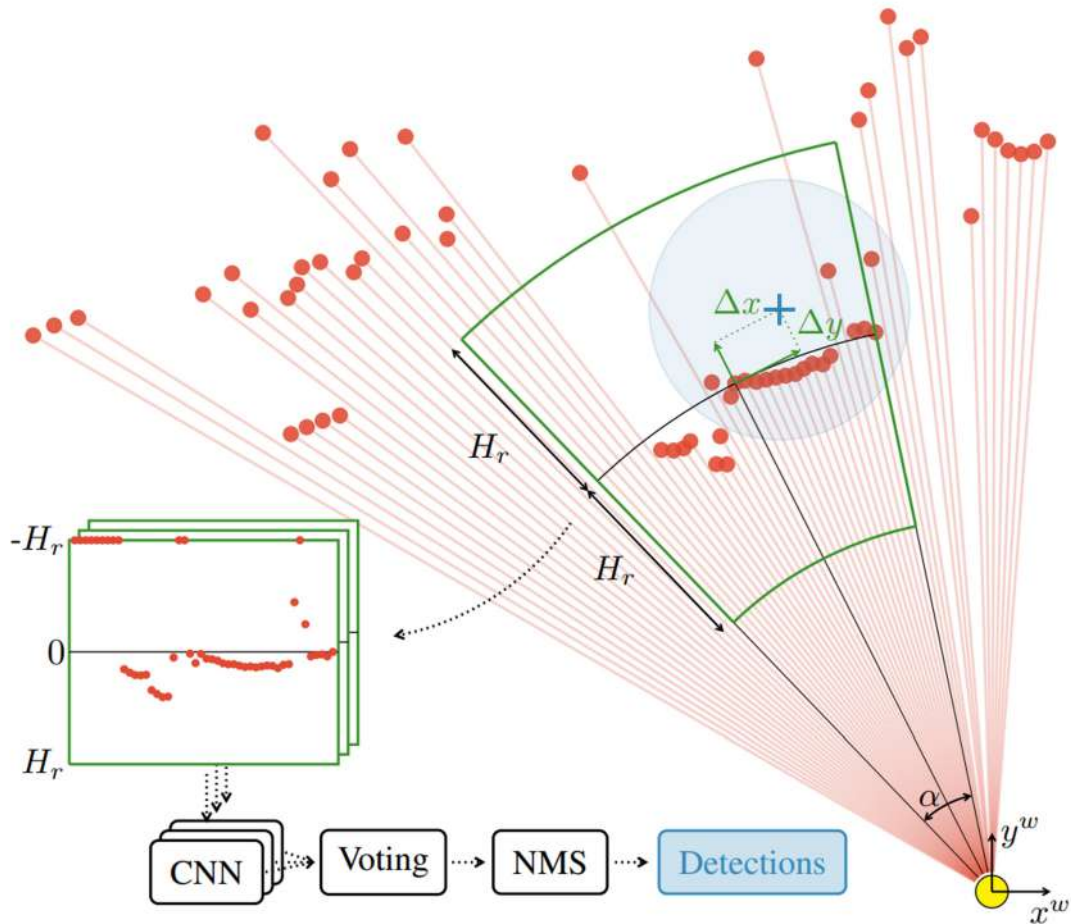 Δx
Δy
H_r
H_r
-H_r
0
H_r
α
y^w
x^w
CNN
Voting
NMS
Detections